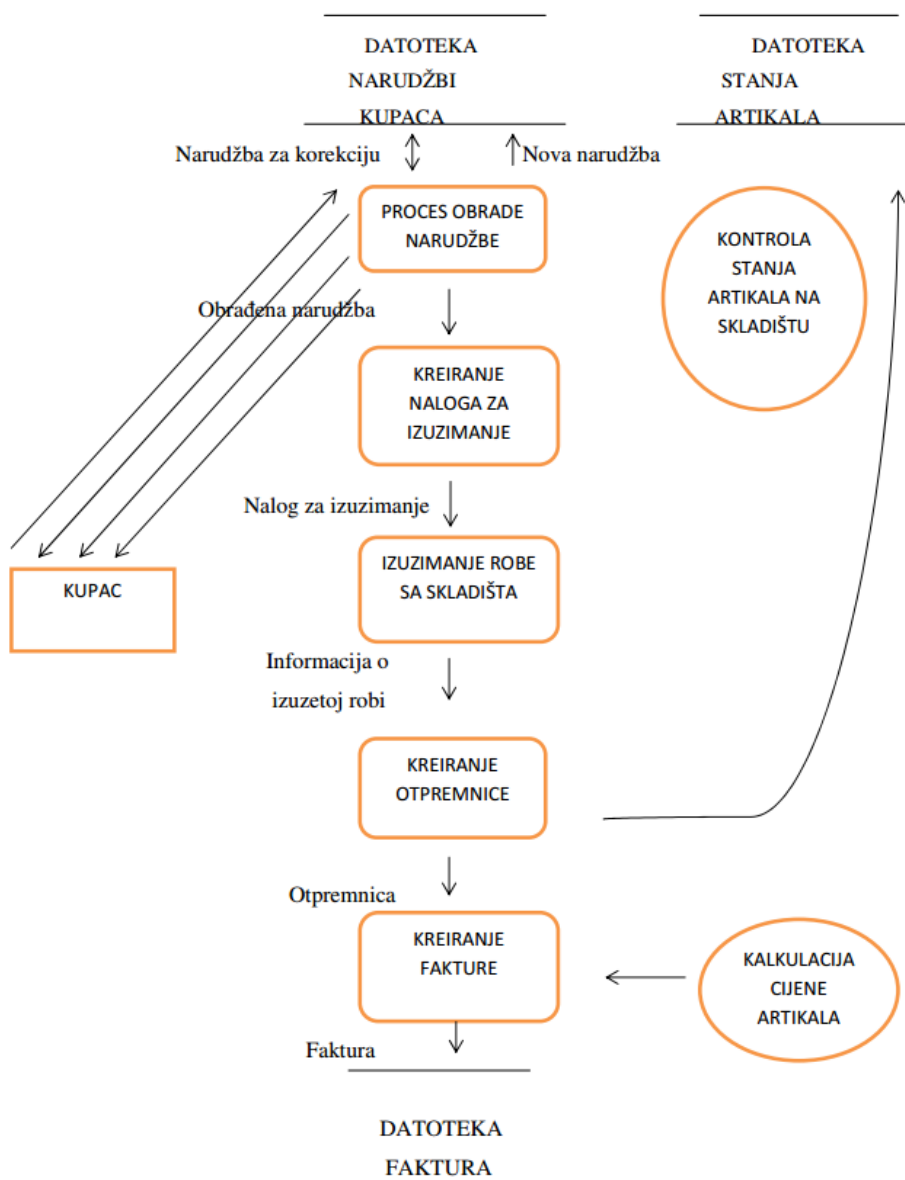 DATOTEKA
NARUDŽBI
KUPACA
DATOTEKA
STANJA
ARTIKALA
Narudžba za korekciju
Nova narudžba
PROCES OBRADE
NARUDŽBE
KONTROLA
STANJA
ARTIKALA NA
SKLADIŠTU
Obrađena narudžba
KREIRANJE
NALOGA ZA
IZUZIMANJE
Nalog za izuzimanje
IZUZIMANJE ROBE
SA SKLADIŠTA
KUPAC
Informacija o
izuzetoj robi
KREIRANJE
OTPREMNICE
Otpremnica
KREIRANJE
FAKTURE
KALKULACIJA
CIJENE
ARTIKALA
Faktura
DATOTEKA
FAKTURA